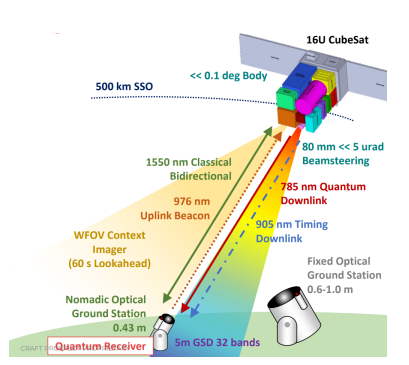 16U CubeSat
500 km SSO
<< 0.1 deg Body
80 mm << 5 urad
Beamsteering
1550 nm Classical
Bidirectional
785 nm Quantum
Downlink
976 nm
Uplink Beacon
905 nm Timing
Downlink
WFOV Context
Imager
(60 s Lookahead)
Fixed Optical
Ground Station
0.6-1.0 m
Nomadic Optical
Ground Station
0.43 m
5m GSD 32 bands
CRAFT
Quantum Receiver